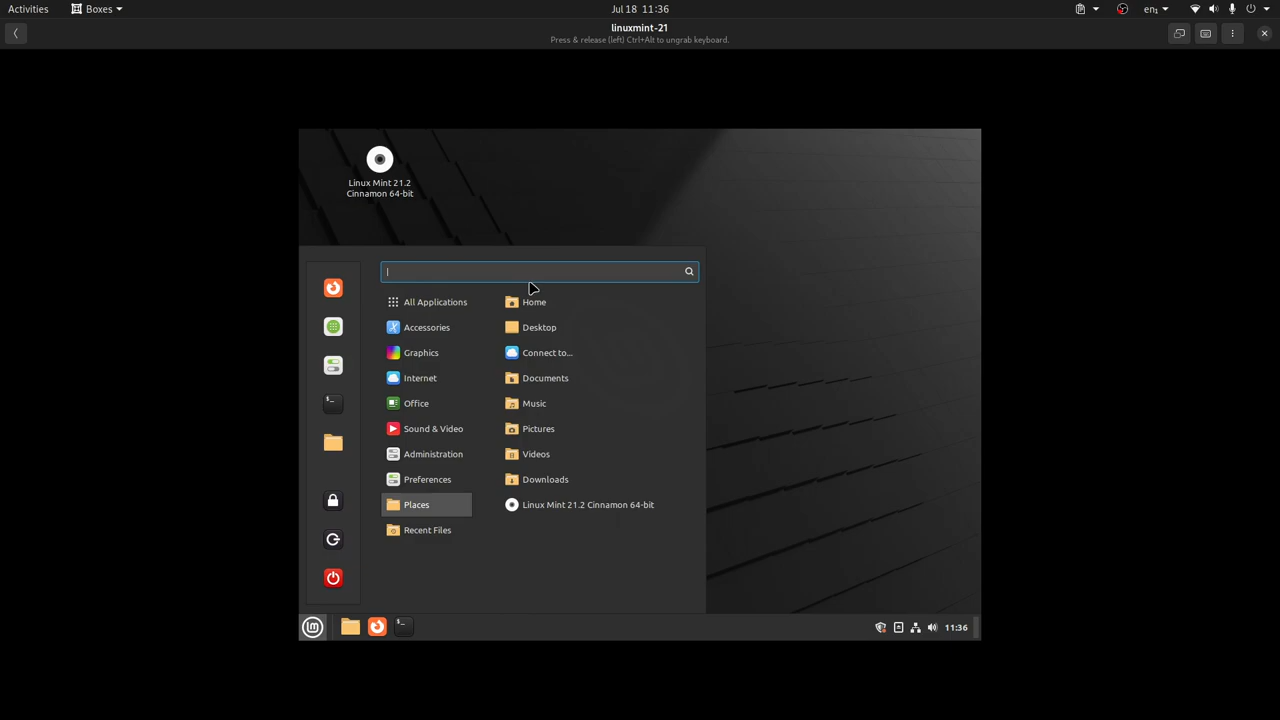 Activities
Boxes
Jul 18 11:36
en₁
linuxmint-21
Press & release (left) Ctrl+Alt to ungrab keyboard.
Linux Mint 21.2
Cinnamon 64-bit
All Applications
Accessories
Graphics
Internet
Office
Sound & Video
Administration
Preferences
Places
Recent Files
Home
Desktop
Connect to...
Documents
Music
Pictures
Videos
Downloads
Linux Mint 21.2 Cinnamon 64-bit
11:36